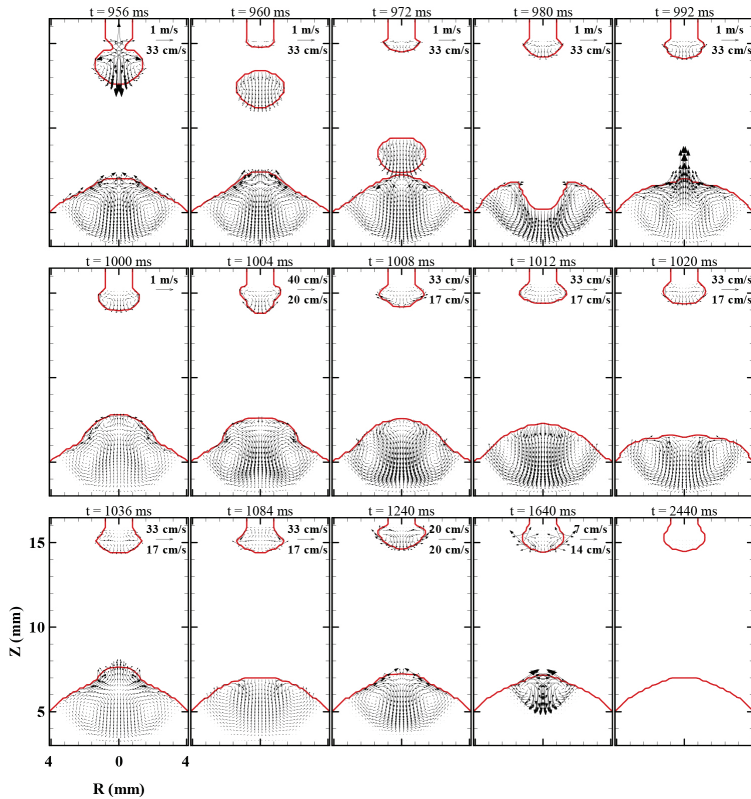 t = 956 ms t = 960 ms t = 972 ms t = 980 ms t = 992 ms
1 m/s 1 m/s 1 m/s 1 m/s 1 m/s
33 cm/s 33 cm/s 33 cm/s 33 cm/s 33 cm/s
t = 1000 ms t = 1004 ms t = 1008 ms t = 1012 ms t = 1020 ms
1 m/s 40 cm/s 33 cm/s 33 cm/s 33 cm/s
20 cm/s 17 cm/s 17 cm/s 17 cm/s
t = 1036 ms t = 1084 ms t = 1240 ms t = 1640 ms t = 2440 ms
33 cm/s 33 cm/s 20 cm/s 7 cm/s
15
17 cm/s 17 cm/s 20 cm/s 14 cm/s
10
Z (mm)
5
4 0 4 4
R (mm)